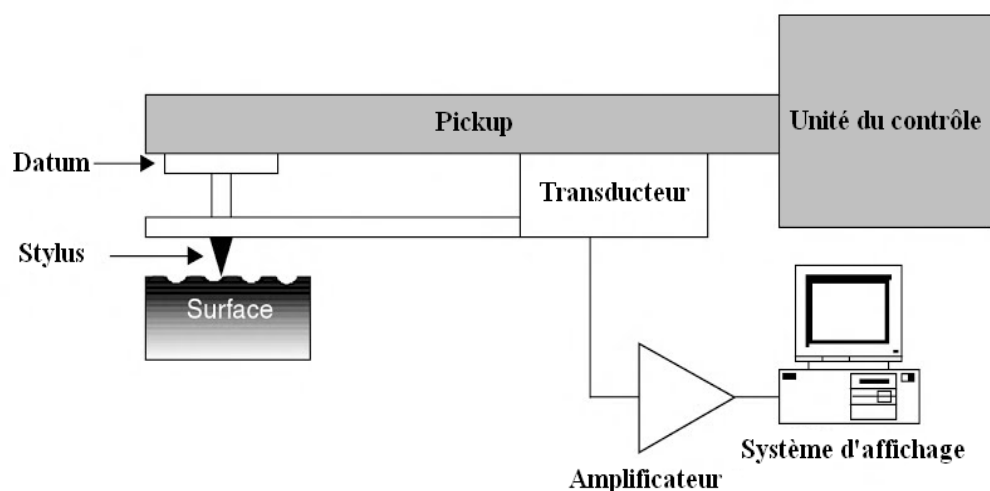 Pickup
Unité du contrôle
Datum
Transducteur
Stylus
Surface
Système d'affichage
Amplificateur